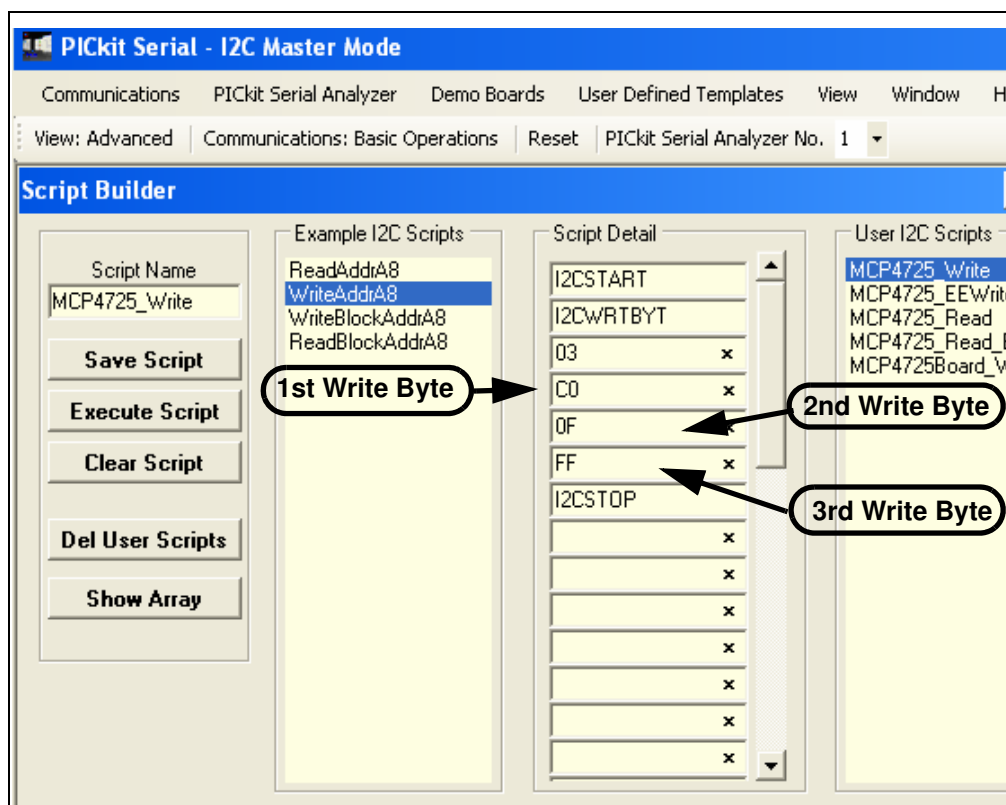 PICkit Serial - I2C Master Mode
Communications PICkit Serial Analyzer Demo Boards User Defined Templates View Window
View: Advanced Communications: Basic Operations Reset PICkit Serial Analyzer No. 1
Script Builder
Script Name
MCP4725_Write
Save Script
Execute Script
Clear Script
Del User Scripts
Show Array
Example I2C Scripts
ReadAddrA8
WriteAddrA8
WriteBlockAddrA8
ReadBlockAddrA8
1st Write Byte
Script Detail
I2CSTART
I2CWRTBYT
03 x
C0 x
0F x
FF x
I2CSTOP
x
x
x
x
x
x
x
2nd Write Byte
3rd Write Byte
User I2C Scripts
MCP4725_Write
MCP4725_EEWrit
MCP4725_Read
MCP4725_Read_
MCP4725Board_